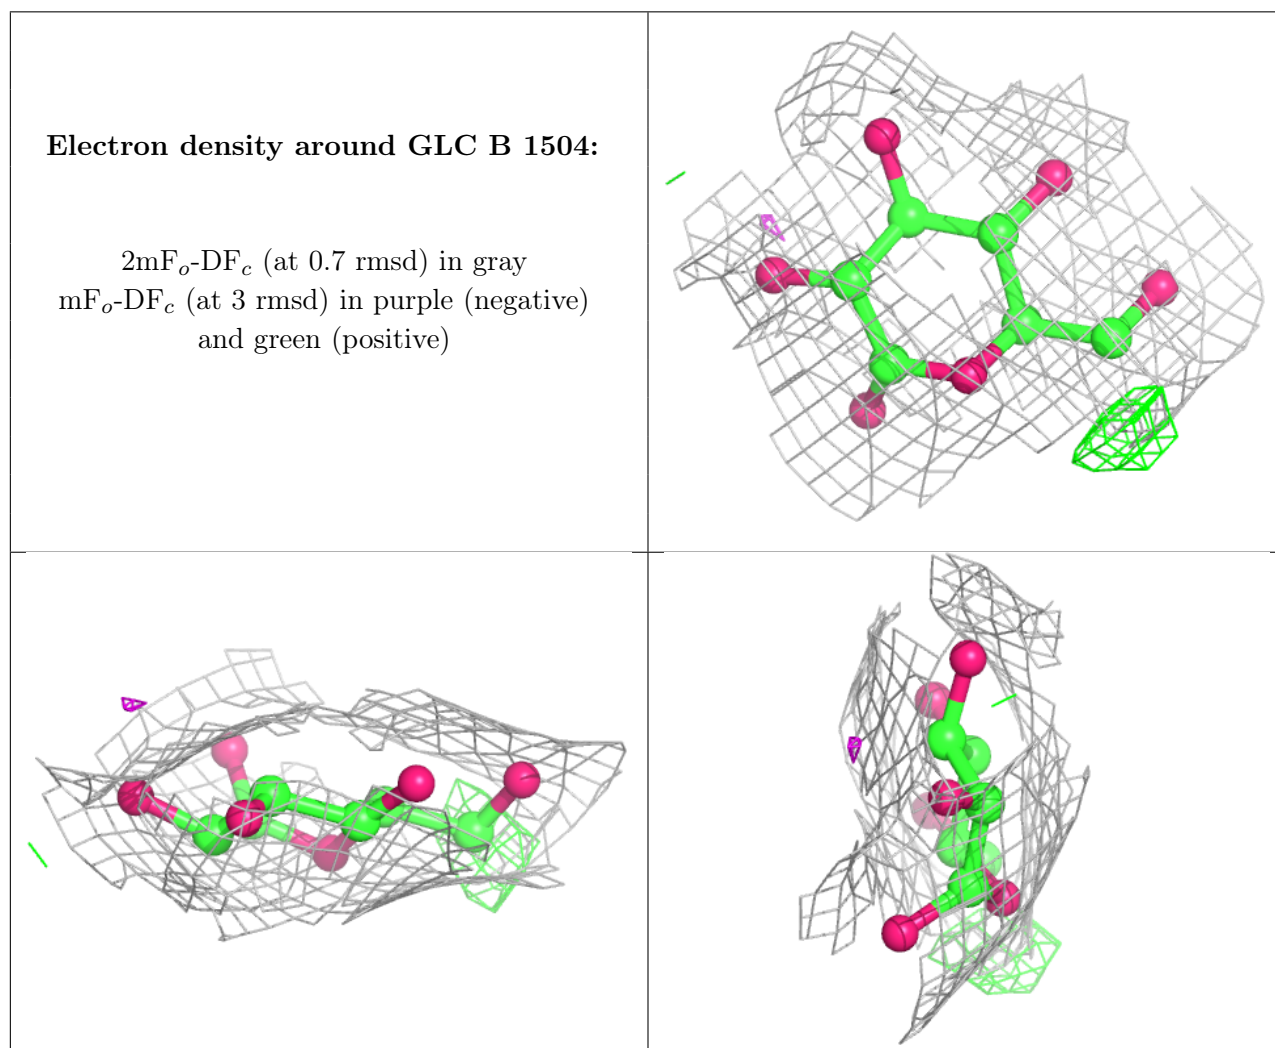 Electron density around GLC B 1504:
2mFo-DFc (at 0.7 rmsd) in gray
mFo-DFc (at 3 rmsd) in purple (negative)
and green (positive)